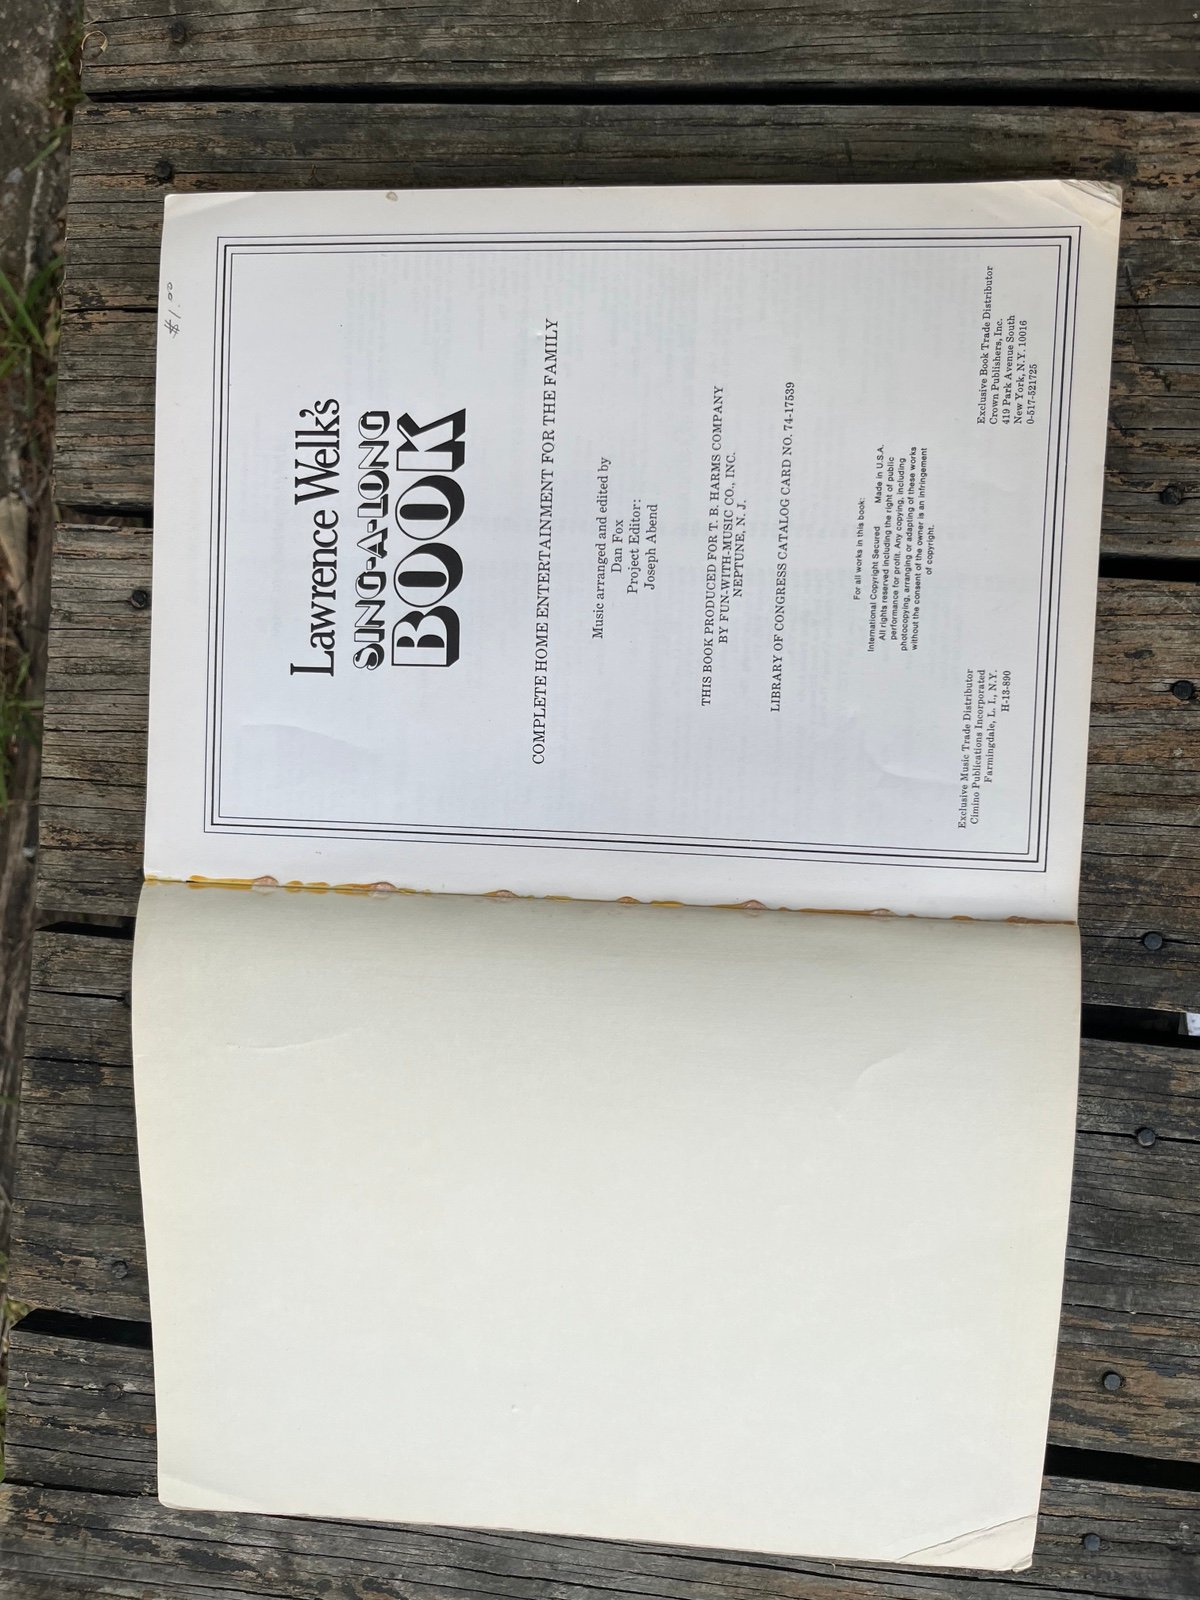 $1.00
Lawrence Welk's
SING-A-LONG
BOOK
COMPLETE HOME ENTERTAINMENT FOR THE FAMILY
Music arranged and edited by
Dan Fox
Project Editor:
Joseph Abend
THIS BOOK PRODUCED FOR T. B. HARMS COMPANY
BY FUN-WITH-MUSIC CO., INC.
NEPTUNE, N. J.
LIBRARY OF CONGRESS CATALOG CARD NO. 74-17539
For all works in this book:
International Copyright Secured Made in U.S.A.
All rights reserved including the right of public
performance for profit. Any copying, including
photocopying, arranging or adapting of these works
without the consent of the owner is an infringement
of copyright.
Exclusive Music Trade Distributor
Cimino Publications Incorporated
Farmingdale, L. I., N.Y.
H-13-890
Exclusive Book Trade Distributor
Crown Publishers, Inc.
419 Park Avenue South
New York, N.Y. 10016
0-517-521725